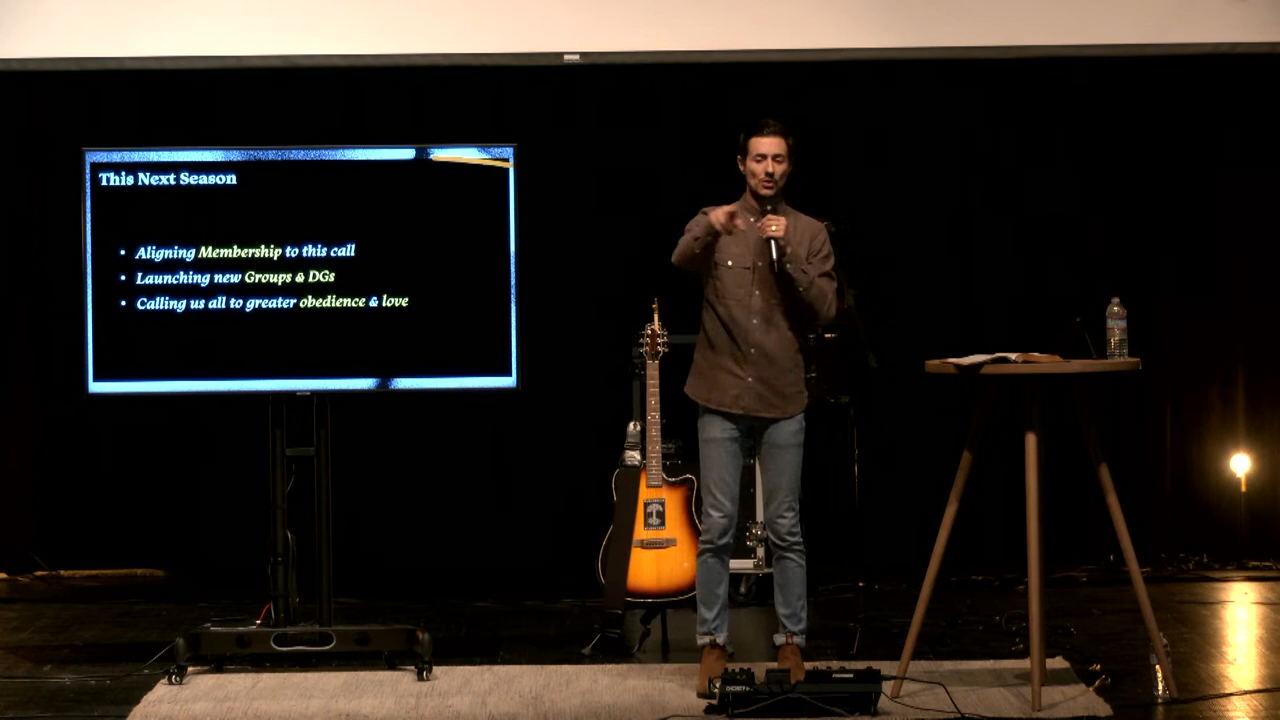 This Next Season
• Aligning Membership to this call
• Launching new Groups & DGs
• Calling us all to greater obedience & love